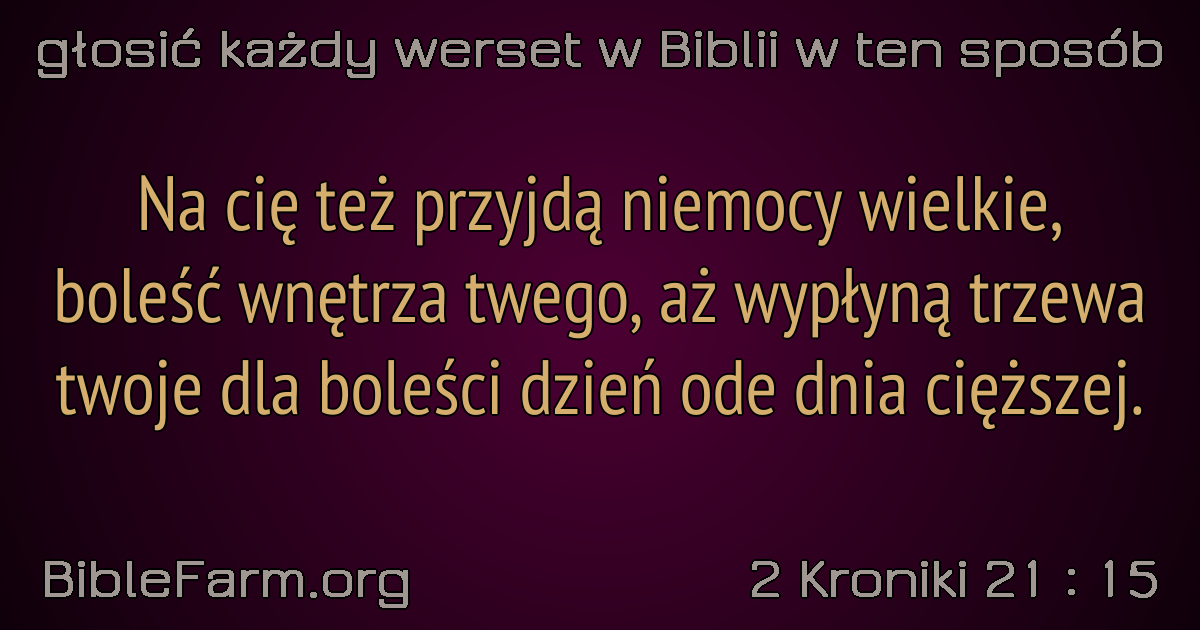 głosić każdy werset w Biblii w ten sposób
Na cię też przyjdą niemocy wielkie,
boleść wnętrza twego, aż wypłyną trzewa
twoje dla boleści dzień ode dnia cięższej.
BibleFarm.org
2 Kroniki 21 : 15